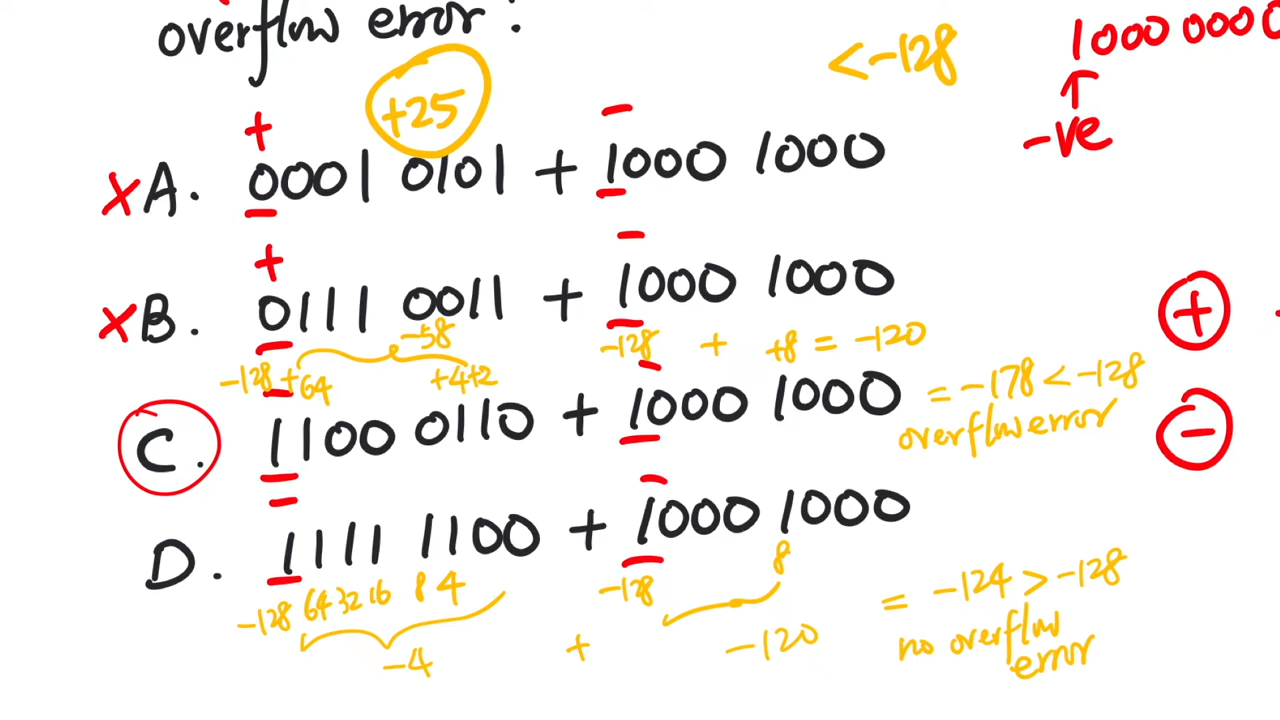 overflow error?
<-128
1000 0000
↑
-ve
+25
+ -
X A. 0001 0101 + 1000 1000
+ -
X B. 0111 0011 + 1000 1000
-58
-128 + 64 +4+2
-128 + +8 = -120
- -
C. 1100 0110 + 1000 1000
= -178 < -128
overflow error
+
-
- -
D. 1111 1100 + 1000 1000
-128 64 32 16 8 4
-128 8
-4 + -120
= -124 > -128
no overflow
error